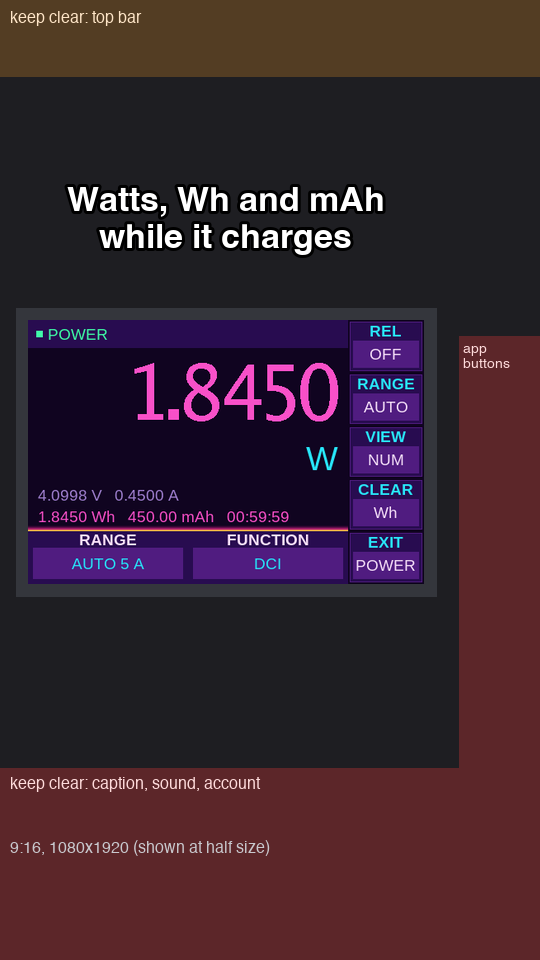 keep clear: top bar
Watts, Wh and mAh
while it charges
app
buttons
POWER
1.8450
W
4.0998 V 0.4500 A
1.8450 Wh 450.00 mAh 00:59:59
RANGE
AUTO 5 A
FUNCTION
DCI
REL
OFF
RANGE
AUTO
VIEW
NUM
CLEAR
Wh
EXIT
POWER
keep clear: caption, sound, account
9:16, 1080x1920 (shown at half size)